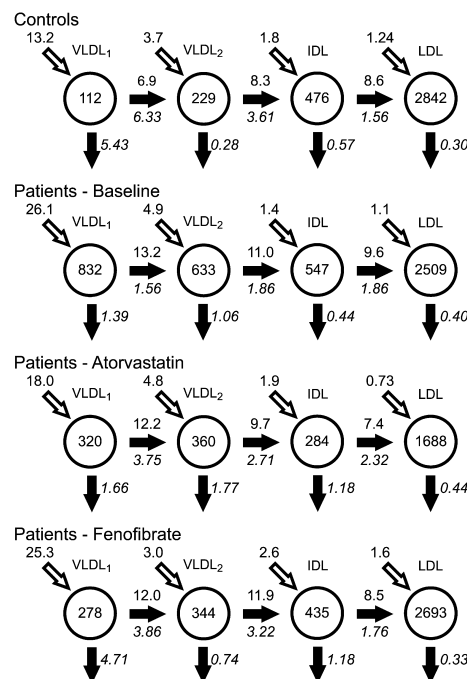 Controls
13.2 VLDL1 3.7 VLDL2 1.8 IDL 1.24 LDL
112 6.9 229 8.3 476 8.6 2842
6.33 3.61 1.56
5.43 0.28 0.57 0.30
Patients - Baseline
26.1 VLDL1 4.9 VLDL2 1.4 IDL 1.1 LDL
832 13.2 633 11.0 547 9.6 2509
1.56 1.86 1.86
1.39 1.06 0.44 0.40
Patients - Atorvastatin
18.0 VLDL1 4.8 VLDL2 1.9 IDL 0.73 LDL
320 12.2 360 9.7 284 7.4 1688
3.75 2.71 2.32
1.66 1.77 1.18 0.44
Patients - Fenofibrate
25.3 VLDL1 3.0 VLDL2 2.6 IDL 1.6 LDL
278 12.0 344 11.9 435 8.5 2693
3.86 3.22 1.76
4.71 0.74 1.18 0.33